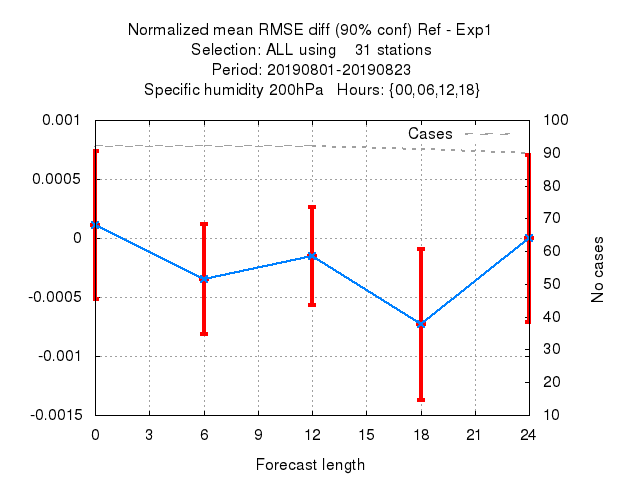 Normalized mean RMSE diff (90% conf) Ref - Exp1
Selection: ALL using    31 stations
Period: 20190801-20190823
Specific humidity 200hPa   Hours: {00,06,12,18}
Cases
0.001
0.0005
0
-0.0005
-0.001
-0.0015
100
90
80
70
60
50
40
30
20
10
No cases
0 3 6 9 12 15 18 21 24
Forecast length